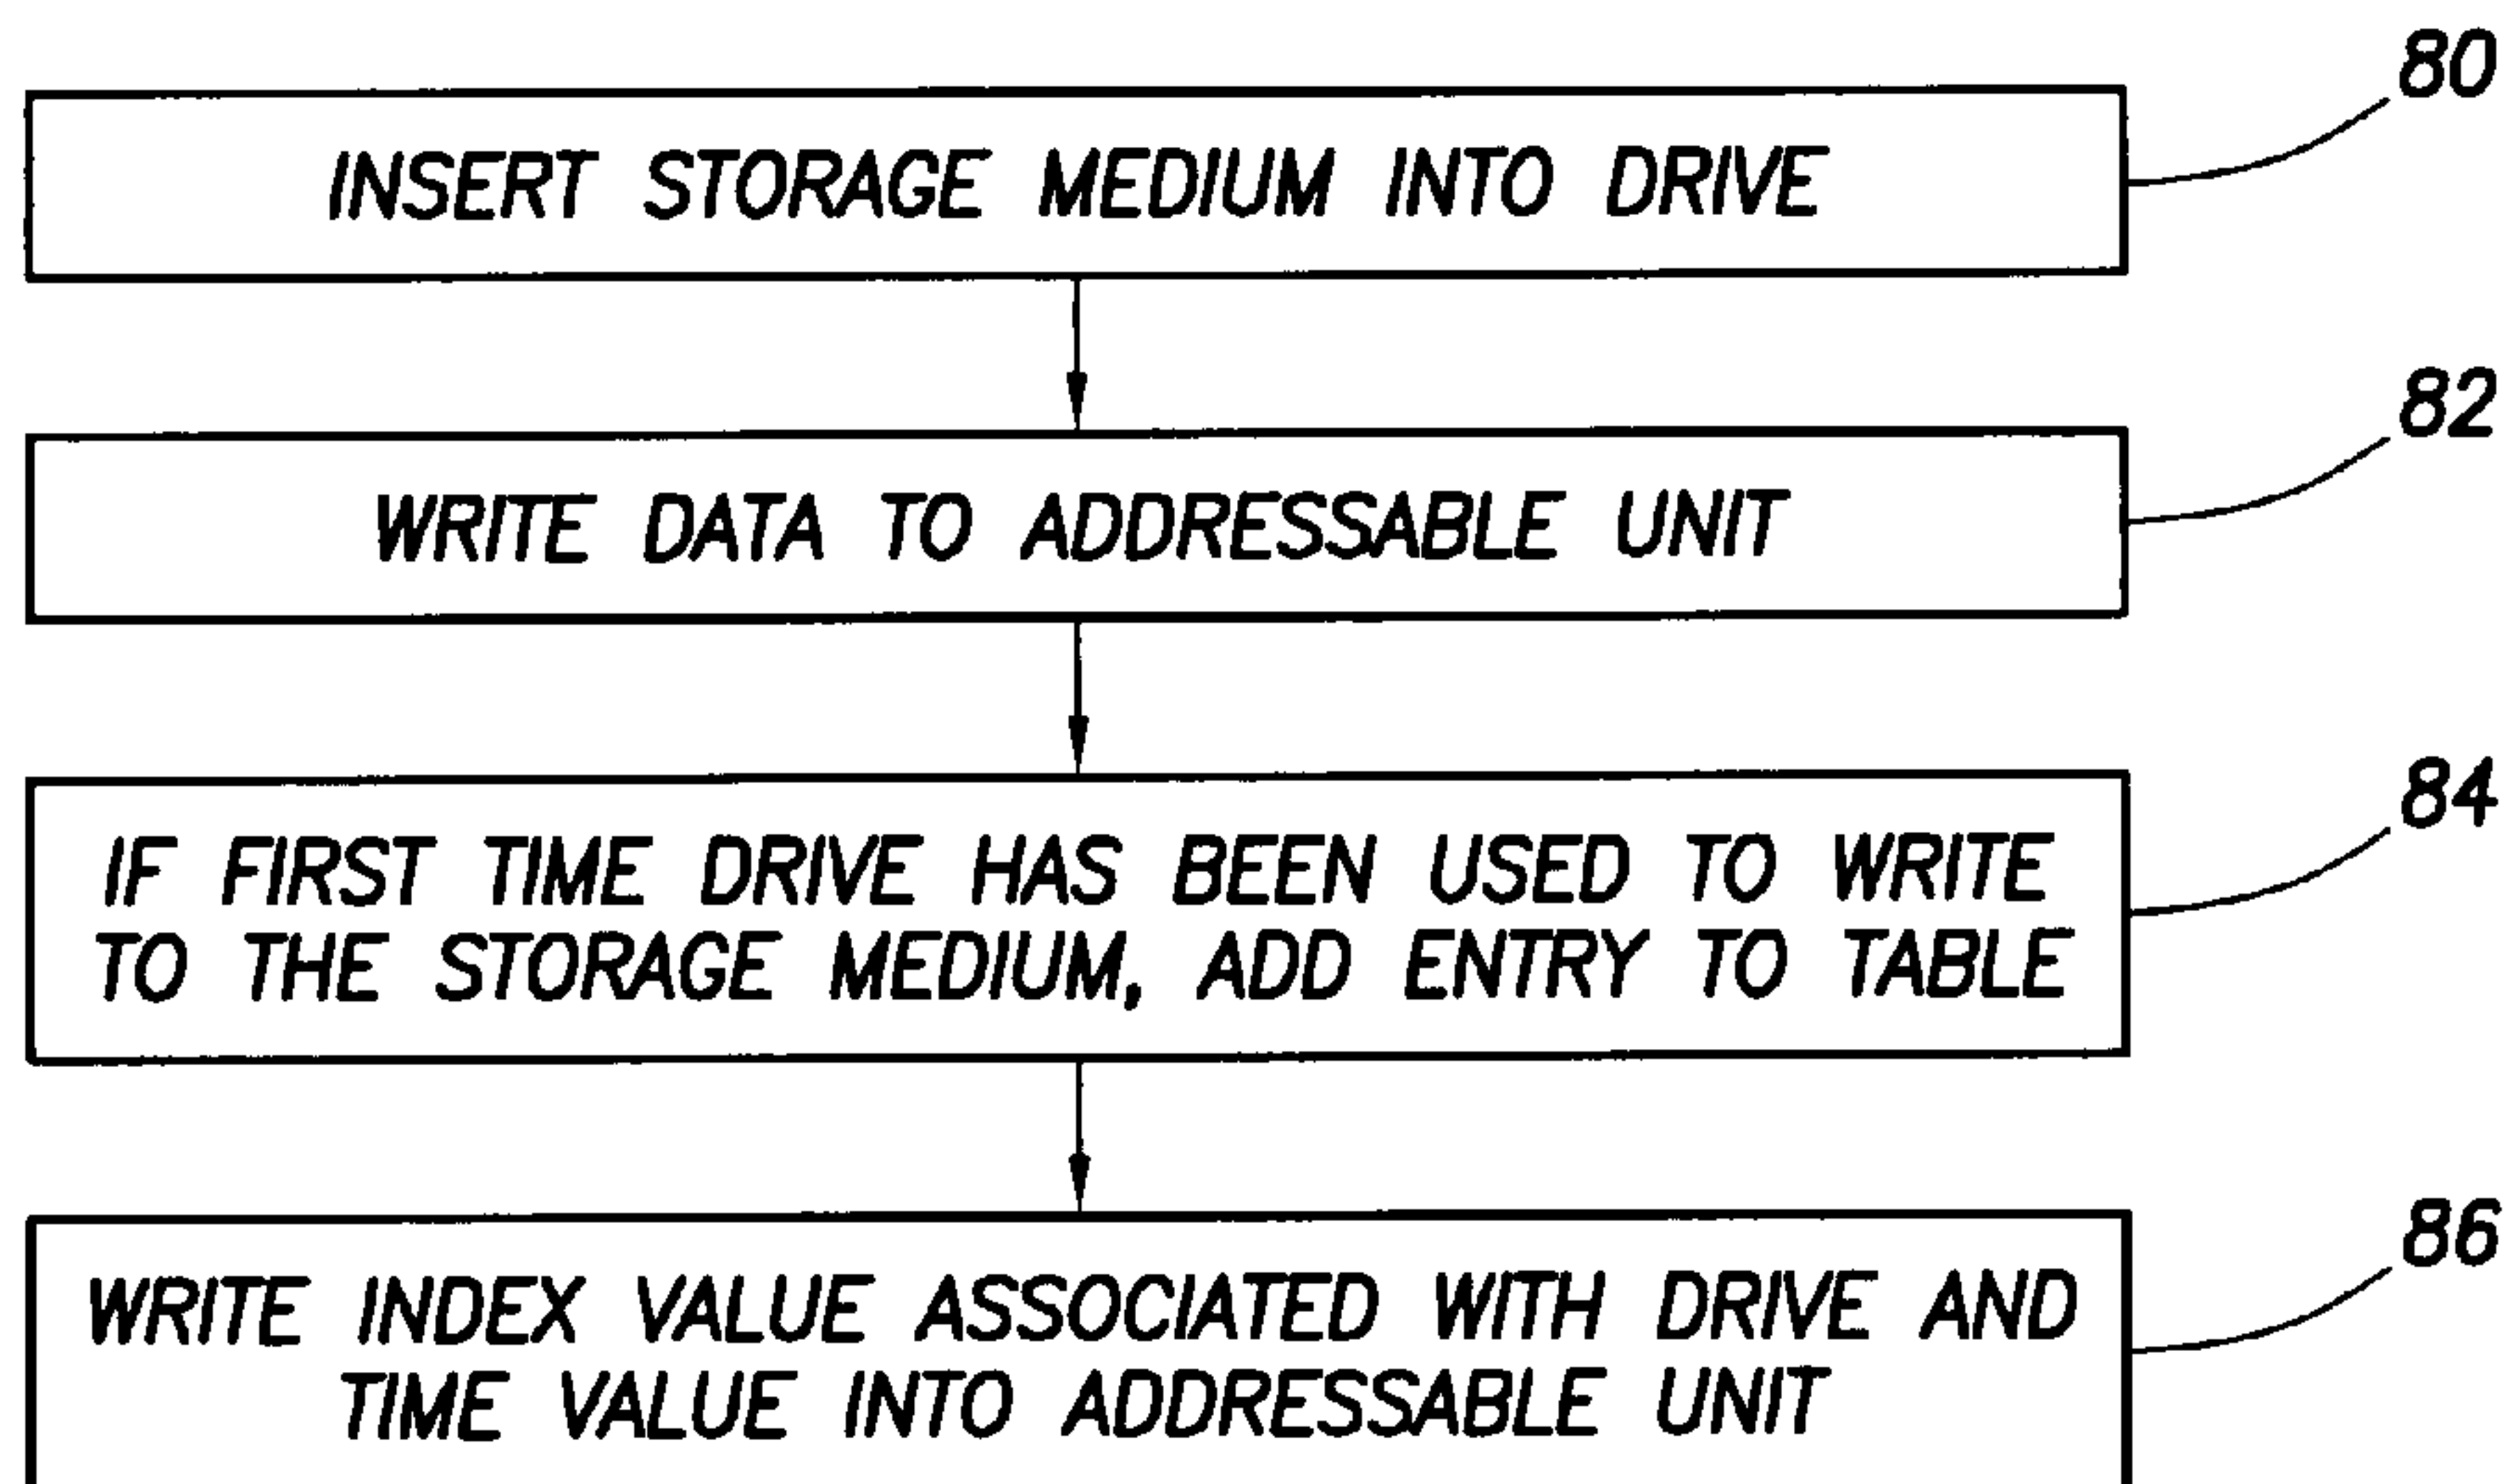 80
INSERT STORAGE MEDIUM INTO DRIVE
82
WRITE DATA TO ADDRESSABLE UNIT
84
IF FIRST TIME DRIVE HAS BEEN USED TO WRITE
TO THE STORAGE MEDIUM, ADD ENTRY TO TABLE
86
WRITE INDEX VALUE ASSOCIATED WITH DRIVE AND
TIME VALUE INTO ADDRESSABLE UNIT